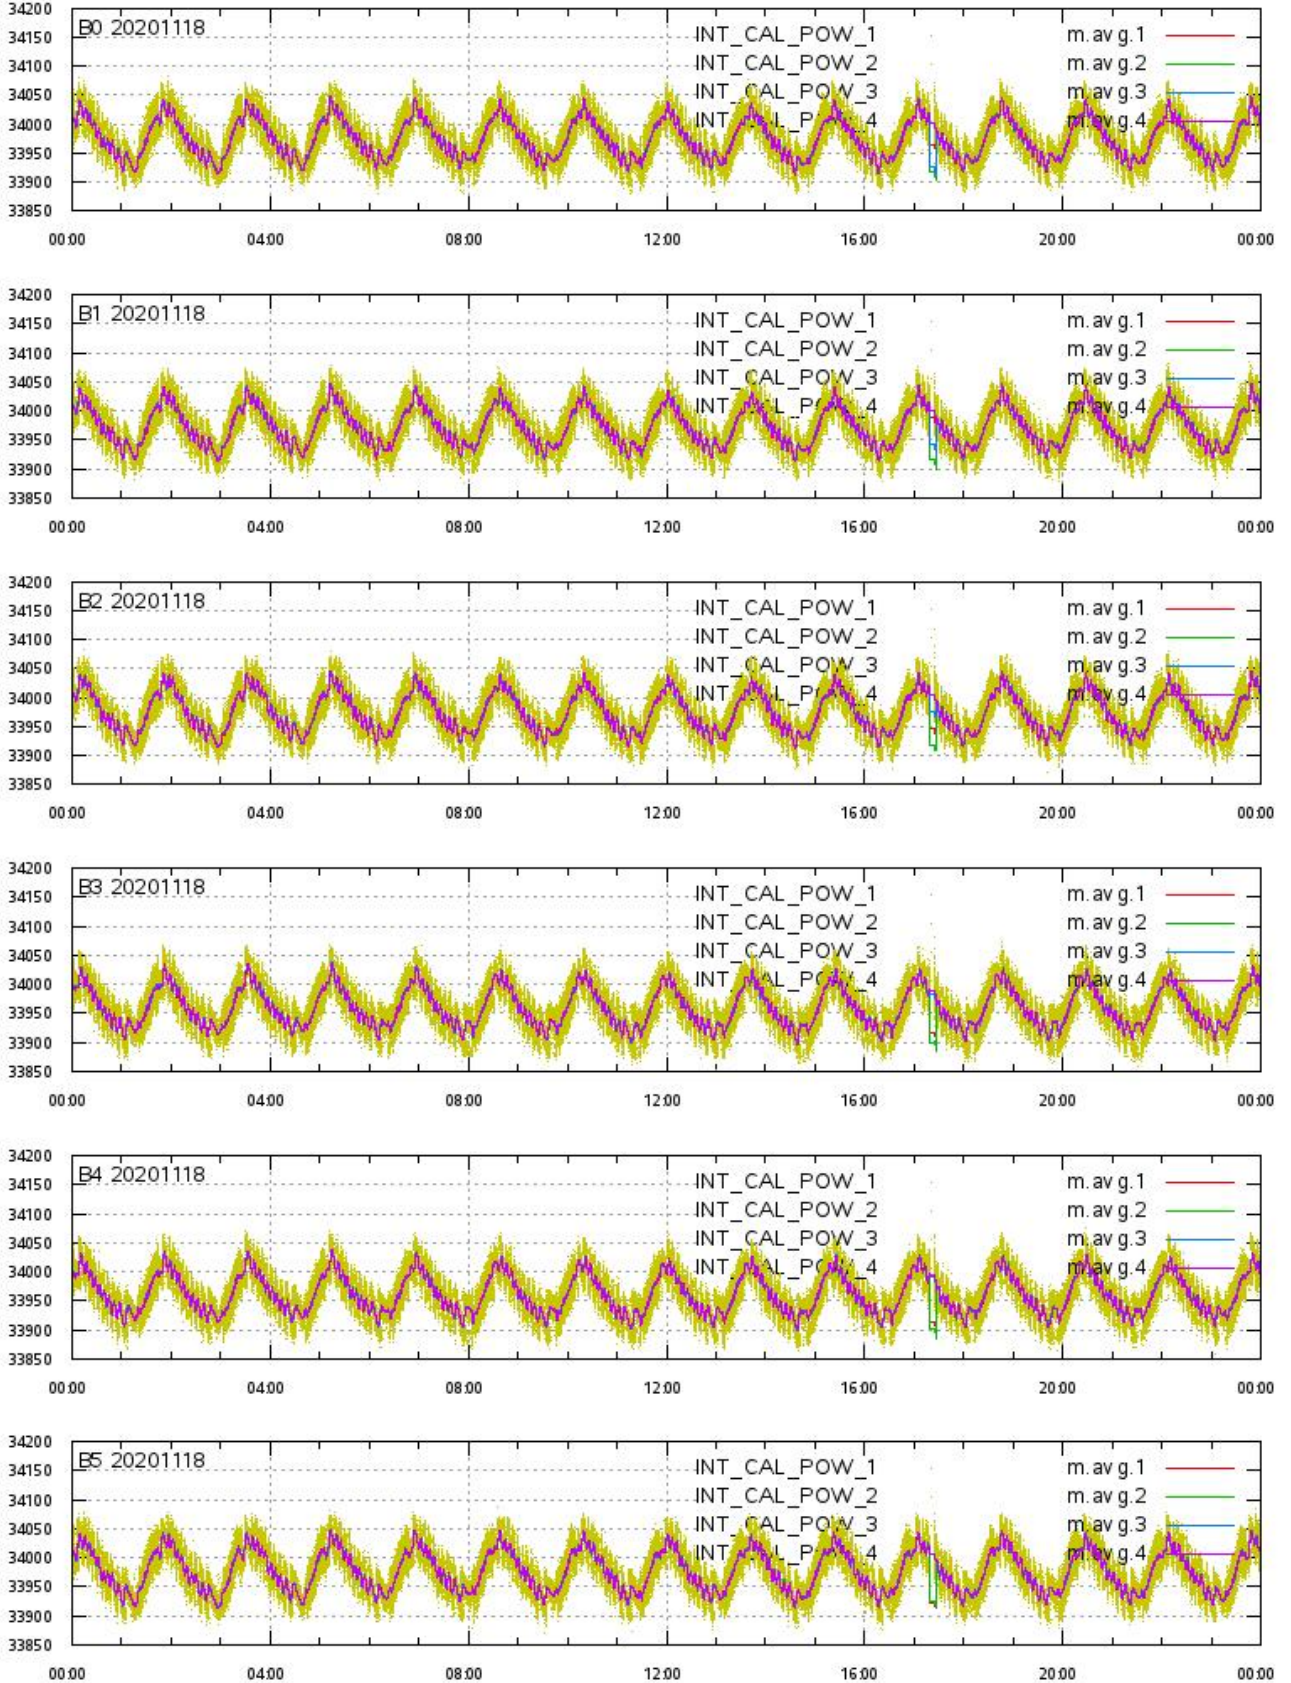 34200
B0 20201118 INT_CAL_POW_1 m.avg.1
34150
34100 INT_CAL_POW_2 m.avg.2
34050 INT_CAL_POW_3 m.avg.3
34000 INT_CAL_POW_4 m.avg.4
33950
33900
33850
00:00 04:00 08:00 12:00 16:00 20:00 00:00
34200
B1 20201118 INT_CAL_POW_1 m.avg.1
34150
34100 INT_CAL_POW_2 m.avg.2
34050 INT_CAL_POW_3 m.avg.3
34000 INT_CAL_POW_4 m.avg.4
33950
33900
33850
00:00 04:00 08:00 12:00 16:00 20:00 00:00
34200
B2 20201118 INT_CAL_POW_1 m.avg.1
34150
34100 INT_CAL_POW_2 m.avg.2
34050 INT_CAL_POW_3 m.avg.3
34000 INT_CAL_POW_4 m.avg.4
33950
33900
33850
00:00 04:00 08:00 12:00 16:00 20:00 00:00
34200
B3 20201118 INT_CAL_POW_1 m.avg.1
34150
34100 INT_CAL_POW_2 m.avg.2
34050 INT_CAL_POW_3 m.avg.3
34000 INT_CAL_POW_4 m.avg.4
33950
33900
33850
00:00 04:00 08:00 12:00 16:00 20:00 00:00
34200
B4 20201118 INT_CAL_POW_1 m.avg.1
34150
34100 INT_CAL_POW_2 m.avg.2
34050 INT_CAL_POW_3 m.avg.3
34000 INT_CAL_POW_4 m.avg.4
33950
33900
33850
00:00 04:00 08:00 12:00 16:00 20:00 00:00
34200
B5 20201118 INT_CAL_POW_1 m.avg.1
34150
34100 INT_CAL_POW_2 m.avg.2
34050 INT_CAL_POW_3 m.avg.3
34000 INT_CAL_POW_4 m.avg.4
33950
33900
33850
00:00 04:00 08:00 12:00 16:00 20:00 00:00